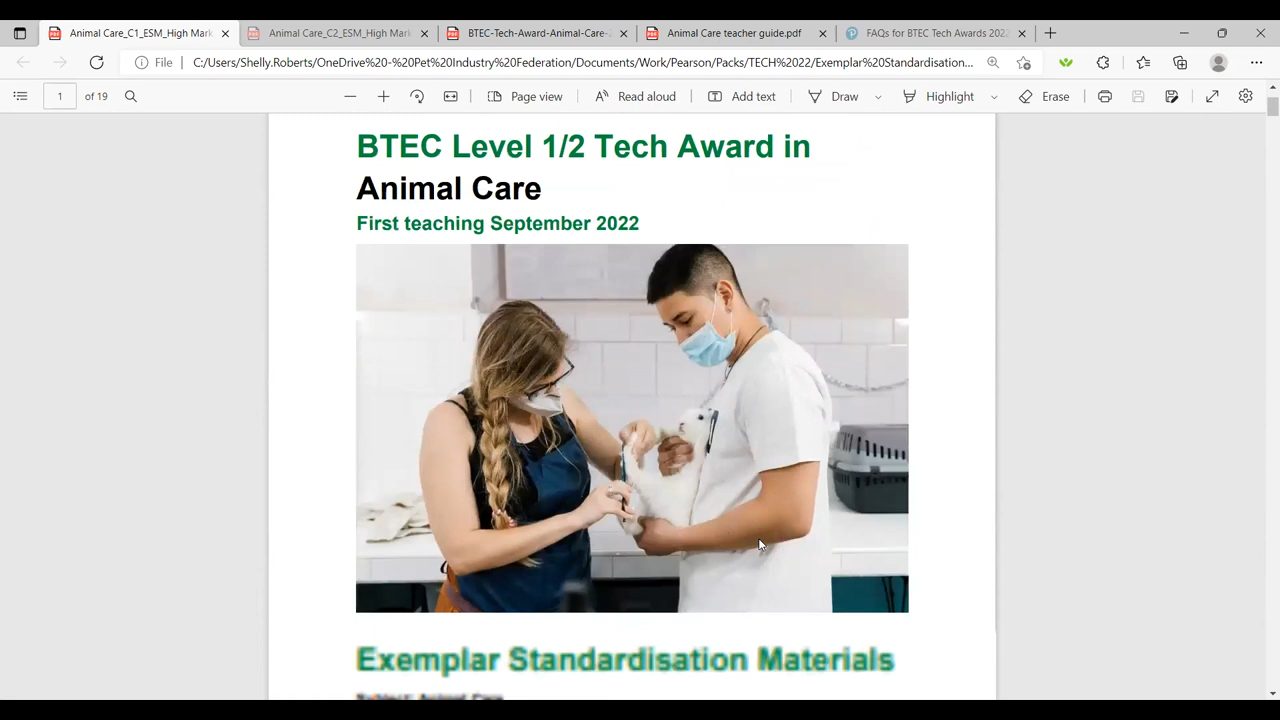 Animal Care_C1_ESM_High Mark
Animal Care_C2_ESM_High Mark
BTEC-Tech-Award-Animal-Care-
Animal Care teacher guide.pdf
FAQs for BTEC Tech Awards 2022
File
C:/Users/Shelly.Roberts/OneDrive%20-%20Pet%20Industry%20Federation/Documents/Work/Pearson/Packs/TECH%2022/Exemplar%20Standardisation...
1 of 19
Page view
Read aloud
Add text
Draw
Highlight
Erase
BTEC Level 1/2 Tech Award in
Animal Care
First teaching September 2022
Exemplar Standardisation Materials